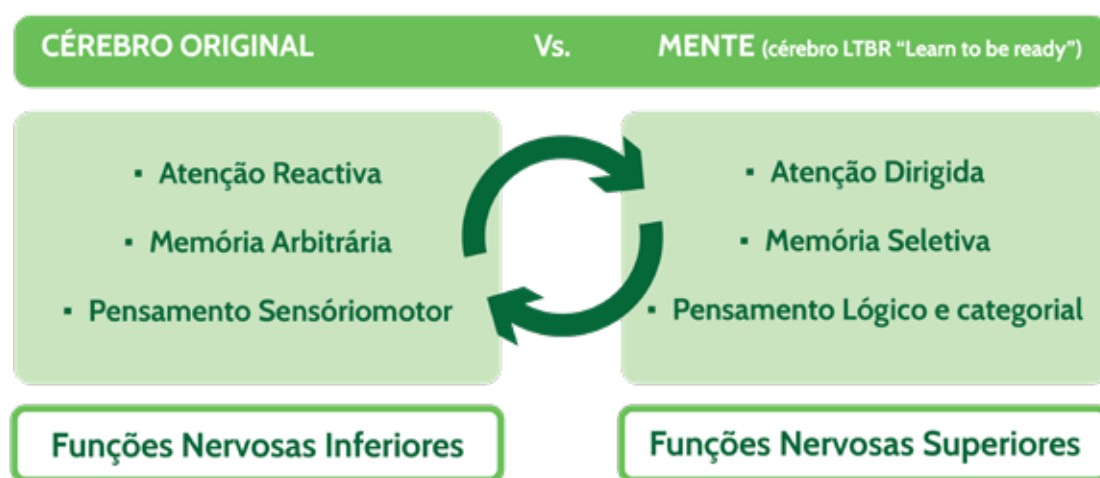 CÉREBRO ORIGINAL Vs. MENTE (cérebro LTBR “Learn to be ready”)
▪ Atenção Reactiva
▪ Memória Arbitrária
▪ Pensamento Sensóriomotor
Funções Nervosas Inferiores
▪ Atenção Dirigida
▪ Memória Seletiva
▪ Pensamento Lógico e categorial
Funções Nervosas Superiores